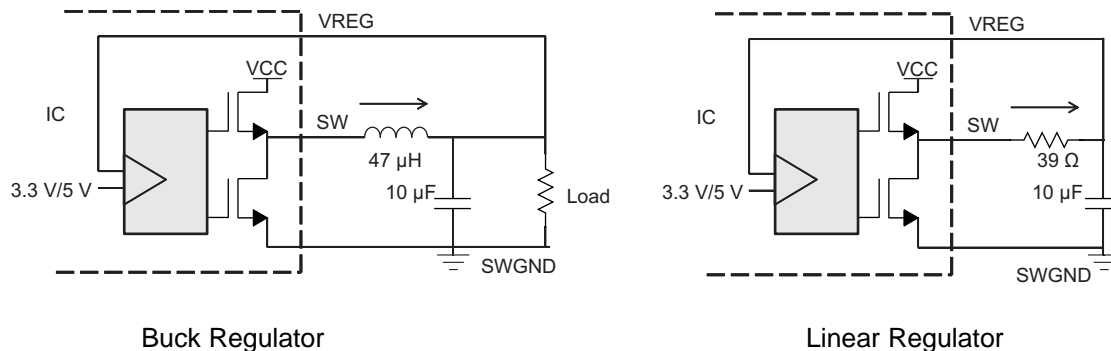 VREG
VCC
IC
SW
47 µH
3.3 V/5 V
10 µF
Load
SWGND
Buck Regulator
VREG
VCC
IC
SW
39 Ω
3.3 V/5 V
10 µF
SWGND
Linear Regulator